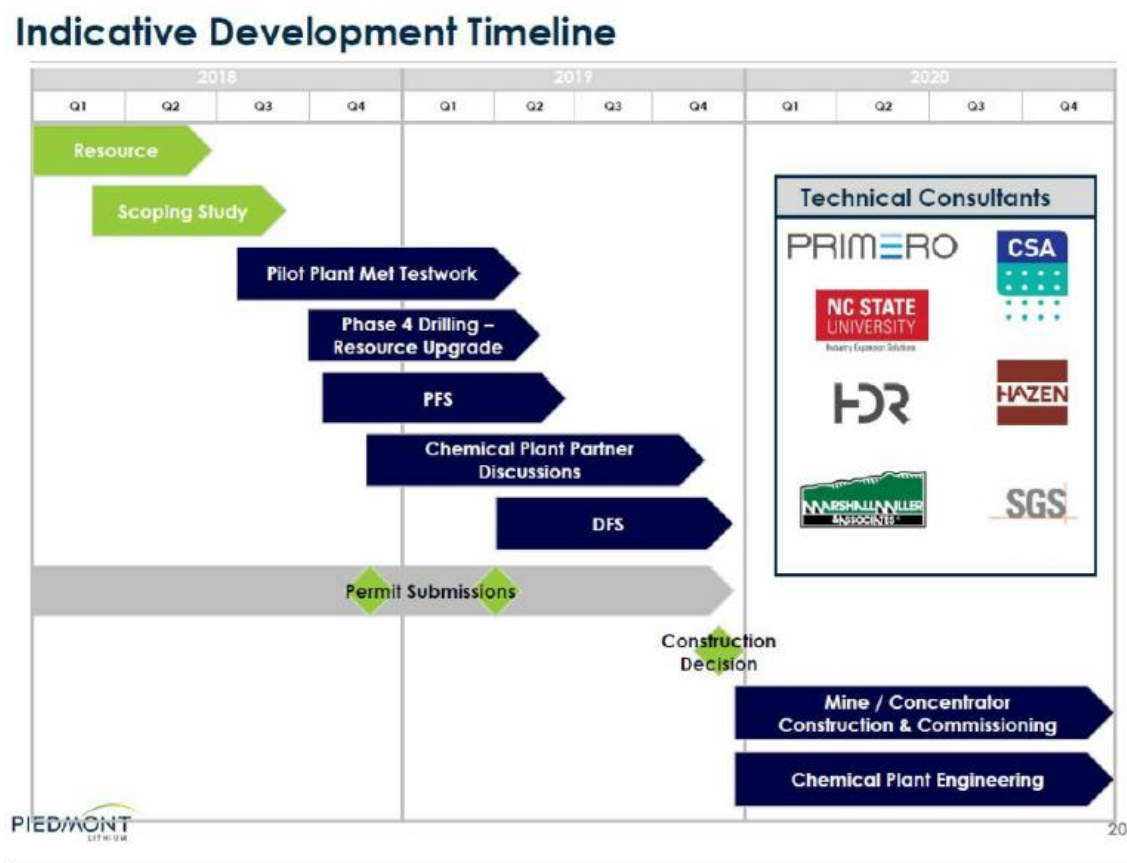 Indicative Development Timeline
2018 2019 2020
Q1 Q2 Q3 Q4 Q1 Q2 Q3 Q4 Q1 Q2 Q3 Q4
Resource
Scoping Study
Pilot Plant Met Testwork
Phase 4 Drilling –
Resource Upgrade
PFS
Chemical Plant Partner
Discussions
DFS
Permit Submissions
Construction
Decision
Mine / Concentrator
Construction & Commissioning
Chemical Plant Engineering
Technical Consultants
PRIMERO
CSA
NC STATE
UNIVERSITY
Industry Expansion Solutions
HDR
HAZEN
MARSHALL MILLER
& ASSOCIATES
SGS
PIEDMONT
LITHIUM
20